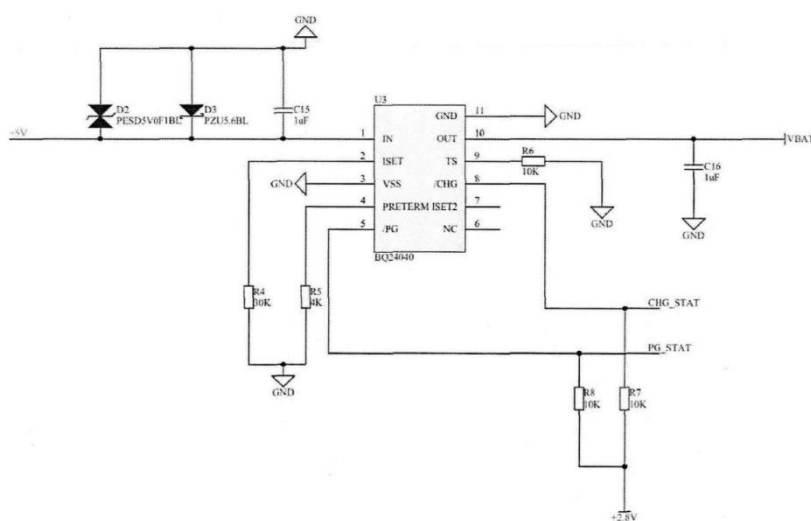 GND
D2
PESD5V0F1BL
D3
PZU5.6BL
C15
1uF
+5V
U3
1 IN
2 ISET
3 VSS
4 PRETERM
5 /PG
GND 11
OUT 10
TS 9
/CHG 8
ISET2 7
NC 6
BQ24040
GND
GND
R6
10K
GND
VBAT
C16
1uF
GND
R4
30K
R5
4K
GND
CHG_STAT
PG_STAT
R8
10K
R7
10K
+2.8V